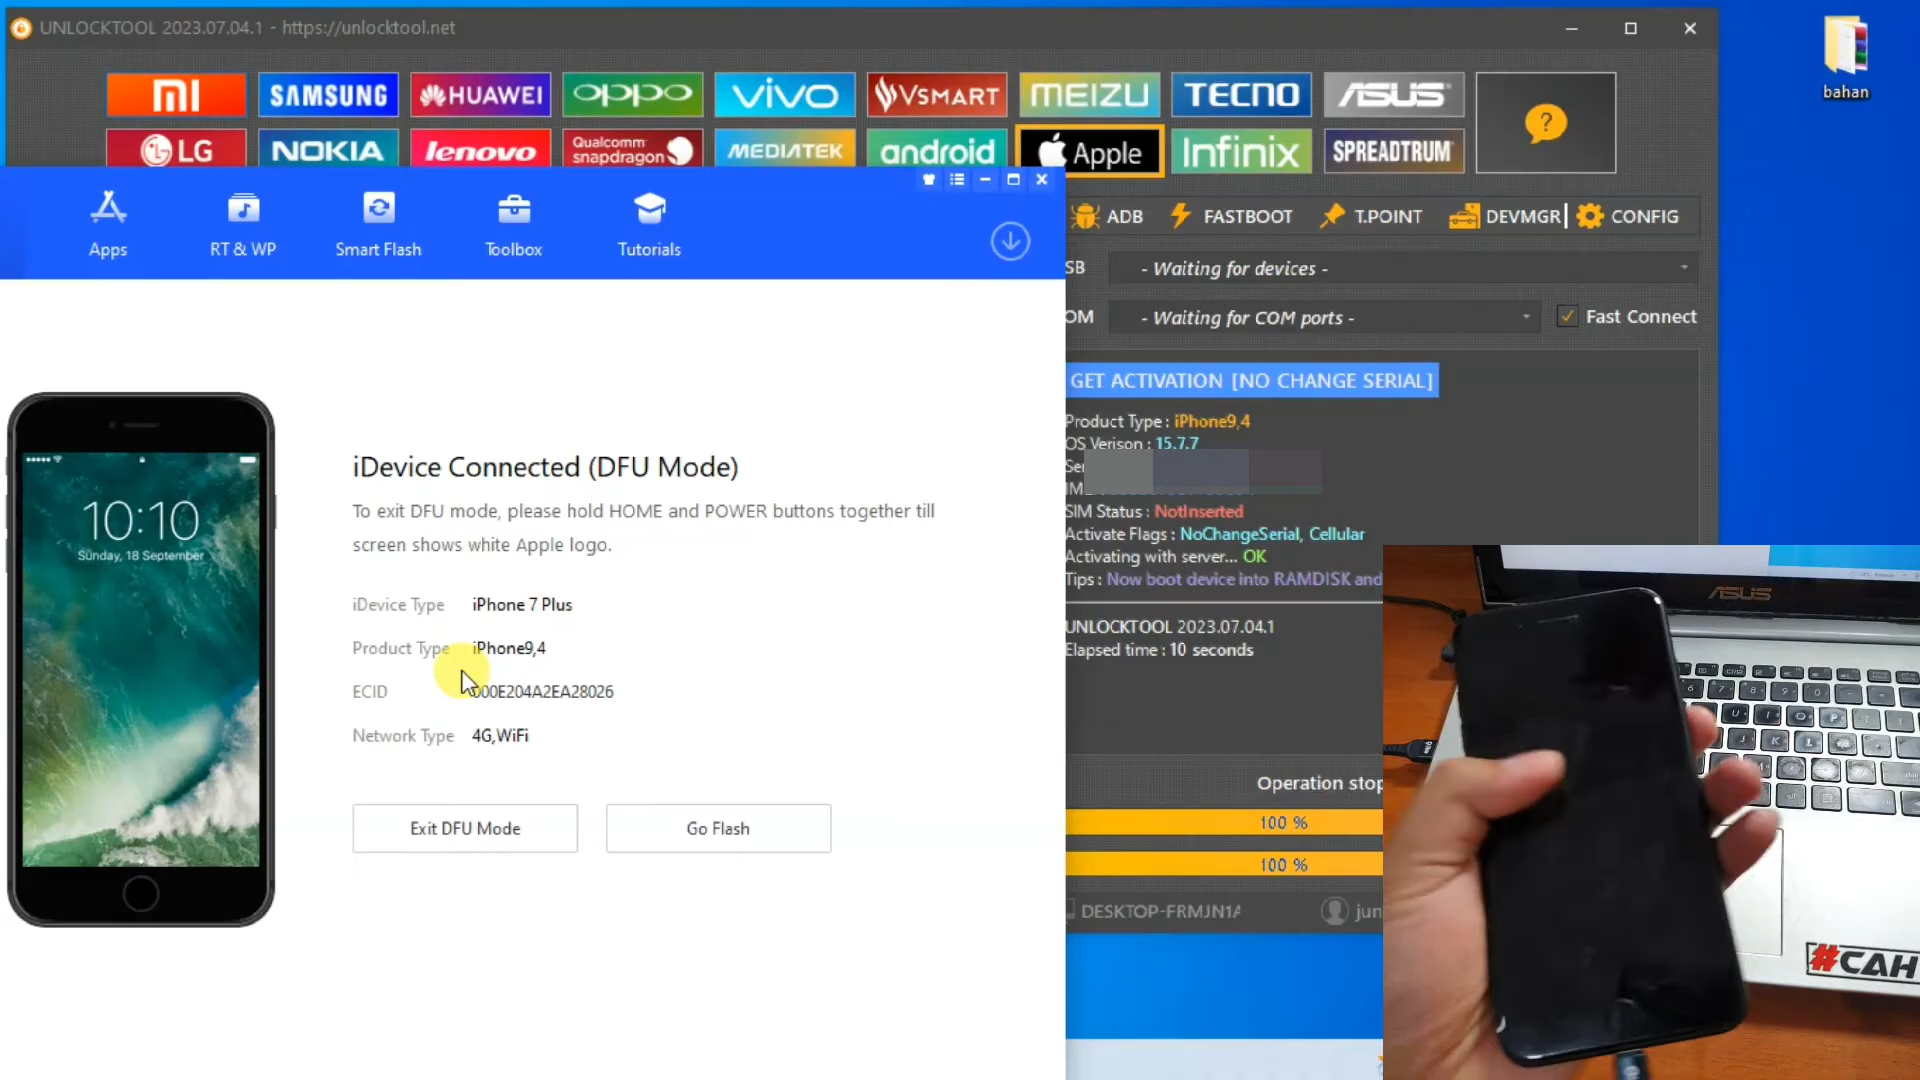 UNLOCKTOOL 2023.07.04.1 - https://unlocktool.net
MI
SAMSUNG
HUAWEI
OPPO
VIVO
VSMART
MEIZU
TECNO
ASUS
?
bahan
LG
NOKIA
lenovo
Qualcomm
snapdragon
MEDIATEK
android
Apple
Infinix
SPREADTRUM
Apps
RT & WP
Smart Flash
Toolbox
Tutorials
ADB
FASTBOOT
T.POINT
DEVMGR
CONFIG
SB
- Waiting for devices -
OM
- Waiting for COM ports -
Fast Connect
GET ACTIVATION [NO CHANGE SERIAL]
Product Type : iPhone9,4
OS Verison : 15.7.7
Ser
IM
SIM Status : NotInserted
Activate Flags : NoChangeSerial, Cellular
Activating with server... OK
Tips : Now boot device into RAMDISK and
UNLOCKTOOL 2023.07.04.1
Elapsed time : 10 seconds
Operation stop
100 %
100 %
DESKTOP-FRMJN1A
jun
10:10
Sunday, 18 September
iDevice Connected (DFU Mode)
To exit DFU mode, please hold HOME and POWER buttons together till
screen shows white Apple logo.
iDevice Type iPhone 7 Plus
Product Type iPhone9,4
ECID 000E204A2EA28026
Network Type 4G,WiFi
Exit DFU Mode
Go Flash
ASUS
#CAH